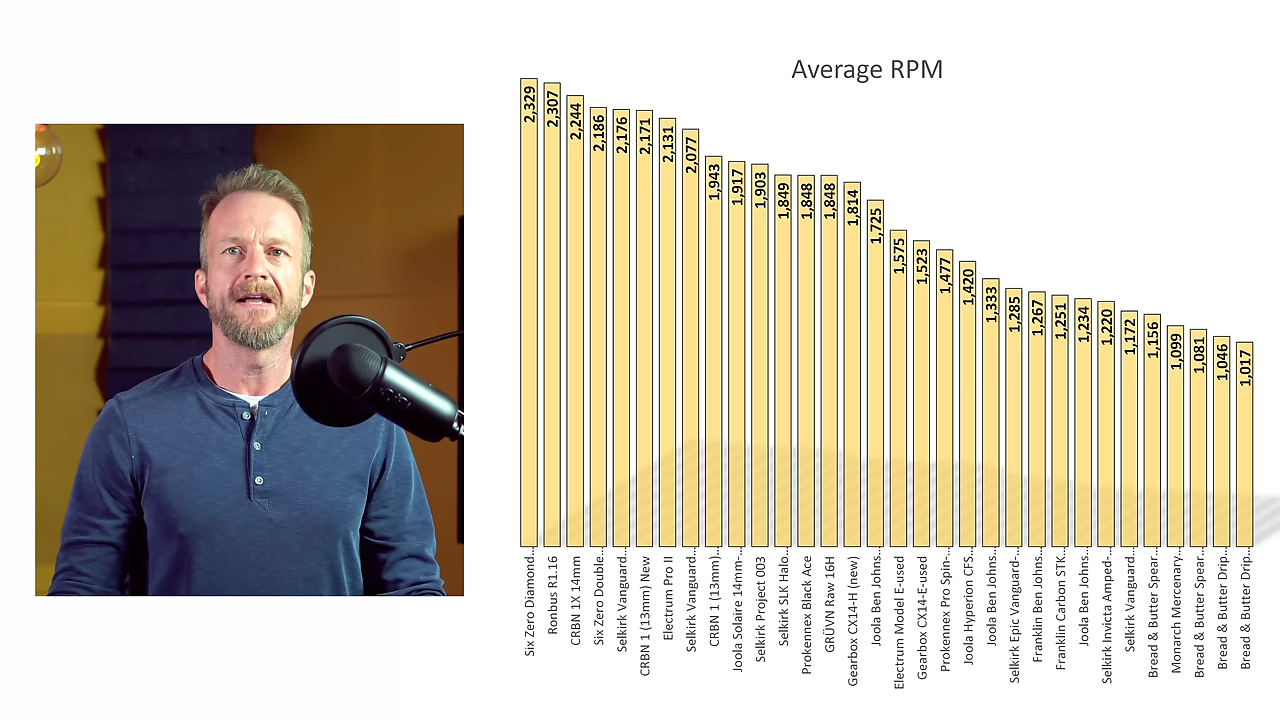 Average RPM
2,329
2,307
2,244
2,186
2,176
2,171
2,131
2,077
1,943
1,917
1,903
1,849
1,848
1,848
1,814
1,725
1,575
1,523
1,477
1,420
1,333
1,285
1,267
1,251
1,234
1,220
1,172
1,156
1,099
1,081
1,046
1,017
Six Zero Diamond...
Ronbus R1.16
CRBN 1X 14mm
Six Zero Double...
Selkirk Vanguard...
CRBN 1 (13mm) New
Electrum Pro II
Selkirk Vanguard...
CRBN 1 (13mm)...
Joola Solaire 14mm-...
Selkirk Project 003
Selkirk SLK Halo...
Prokennex Black Ace
GRÜVN Raw 16H
Gearbox CX14-H (new)
Joola Ben Johns...
Electrum Model E-used
Gearbox CX14-E-used
Prokennex Pro Spin-...
Joola Hyperion CFS...
Joola Ben Johns...
Selkirk Epic Vanguard-...
Franklin Ben Johns...
Franklin Carbon STK...
Joola Ben Johns...
Selkirk Invicta Amped-...
Selkirk Vanguard...
Bread & Butter Spear...
Monarch Mercenary...
Bread & Butter Spear...
Bread & Butter Drip...
Bread & Butter Drip...